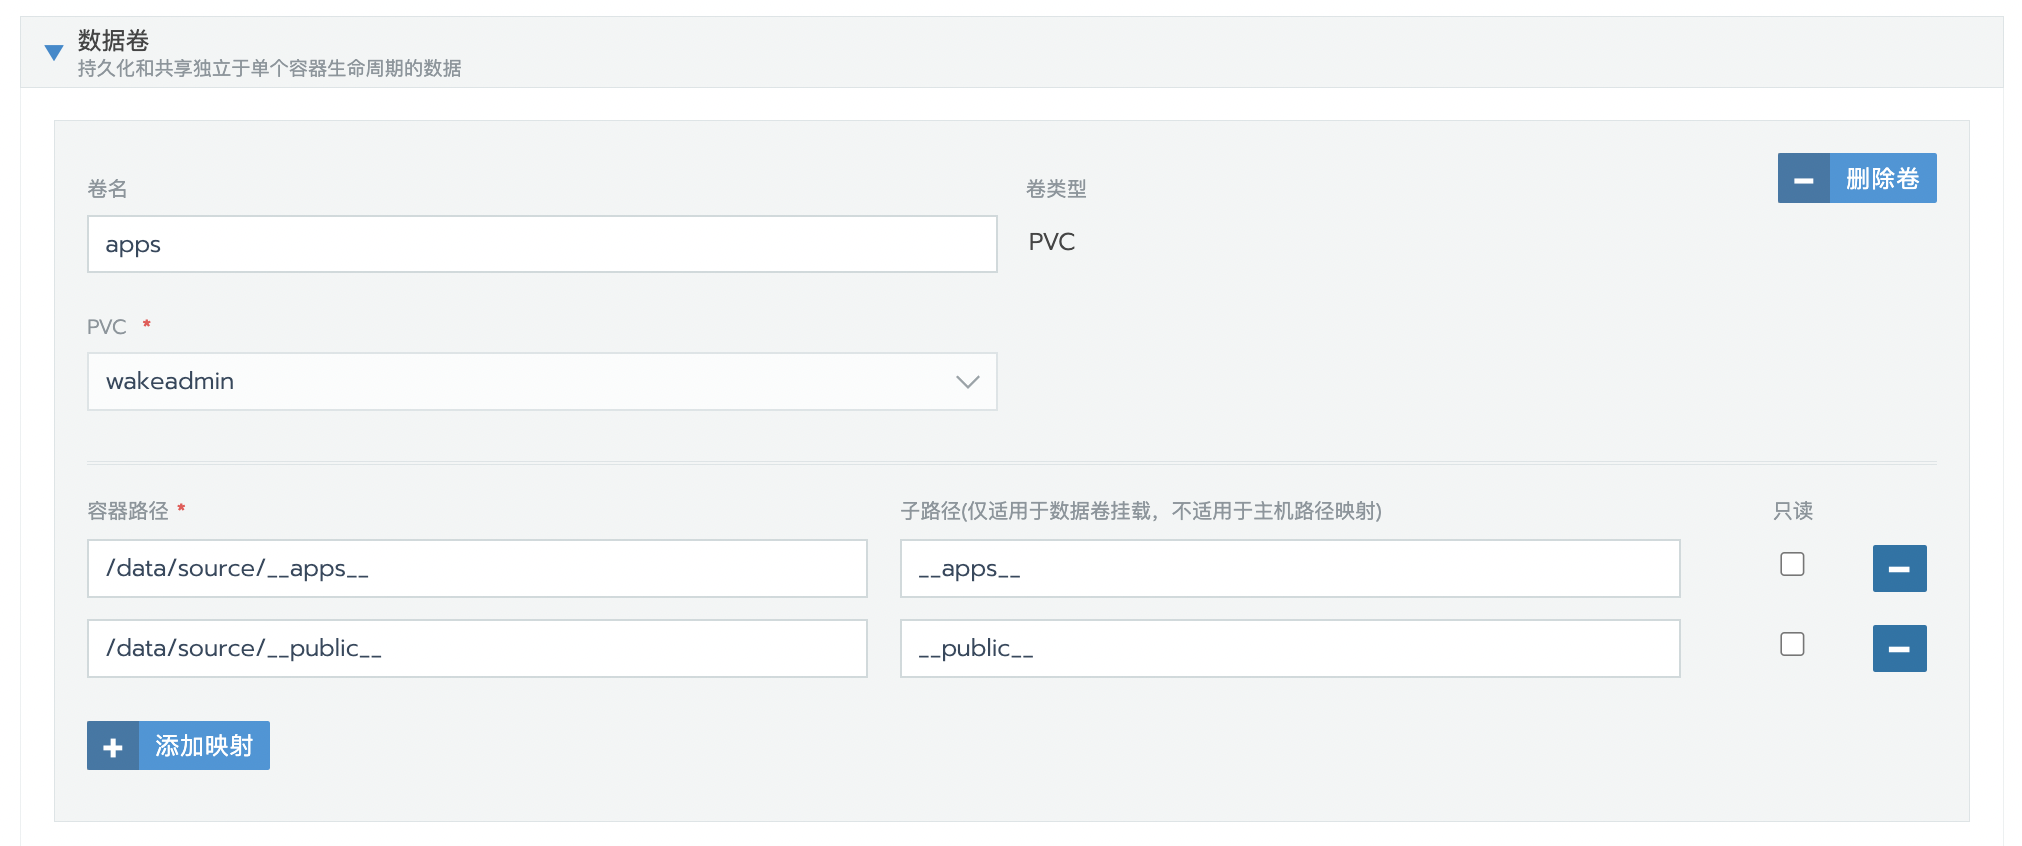 数据卷
持久化和共享独立于单个容器生命周期的数据
删除卷
卷名
卷类型
apps
PVC
PVC *
wakeadmin
容器路径 *
子路径(仅适用于数据卷挂载，不适用于主机路径映射)
只读
/data/source/__apps__
__apps__
/data/source/__public__
__public__
添加映射